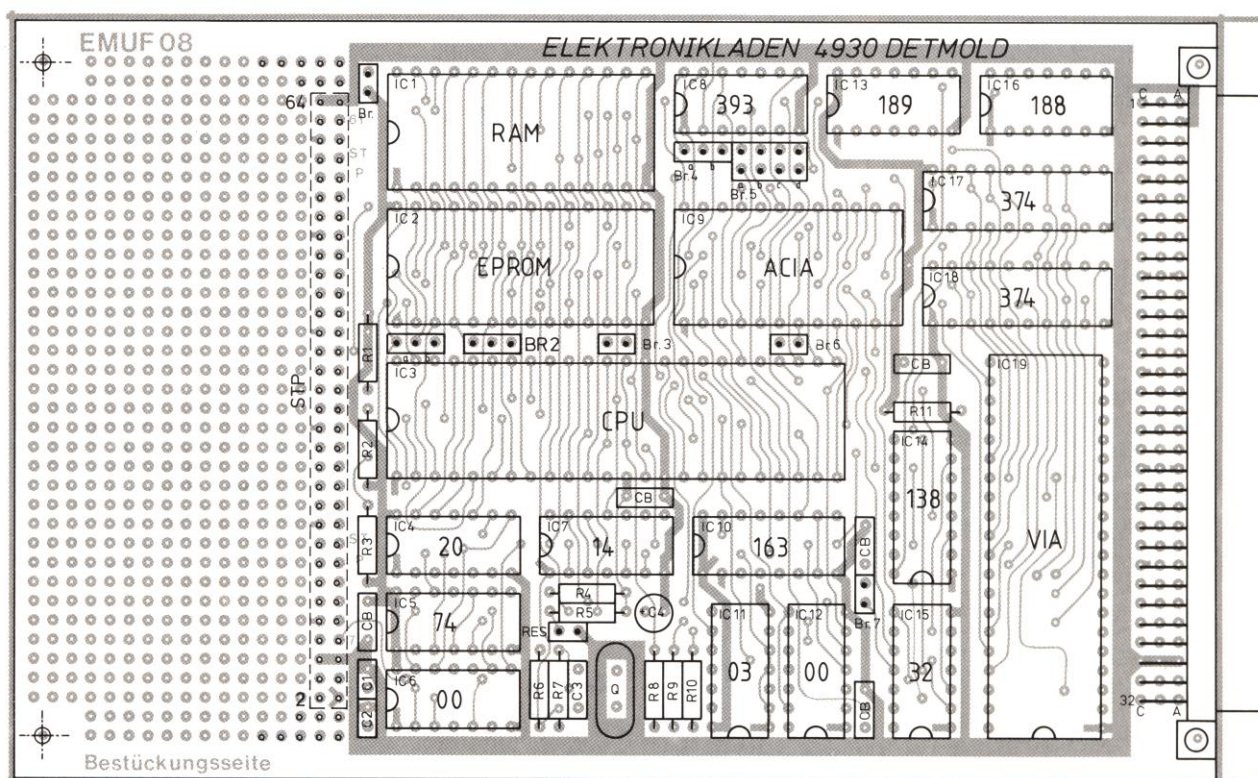 EMUF 08
ELEKTRONIKLADEN 4930 DETMOLD
64
Br.
ST
P
IC1
RAM
IC8
393
IC13
189
IC16
188
C A
1
a b
Br.4
a b c d
Br.5
IC17
374
IC2
EPROM
IC9
ACIA
IC18
374
R1
a b
BR2
Br.3
Br6
CB
IC19
VIA
STP
IC3
CPU
R11
R2
IC14
138
CB
R3
IC4
20
IC7
14
IC10
163
CB
R4
R5
C4
Br.7
CB
IC5
74
RES
IC11
03
IC12
00
IC15
32
C1
C2
IC6
00
R6
R7
C3
Q
R8
R9
R10
CB
2
32
C A
Bestückungsseite